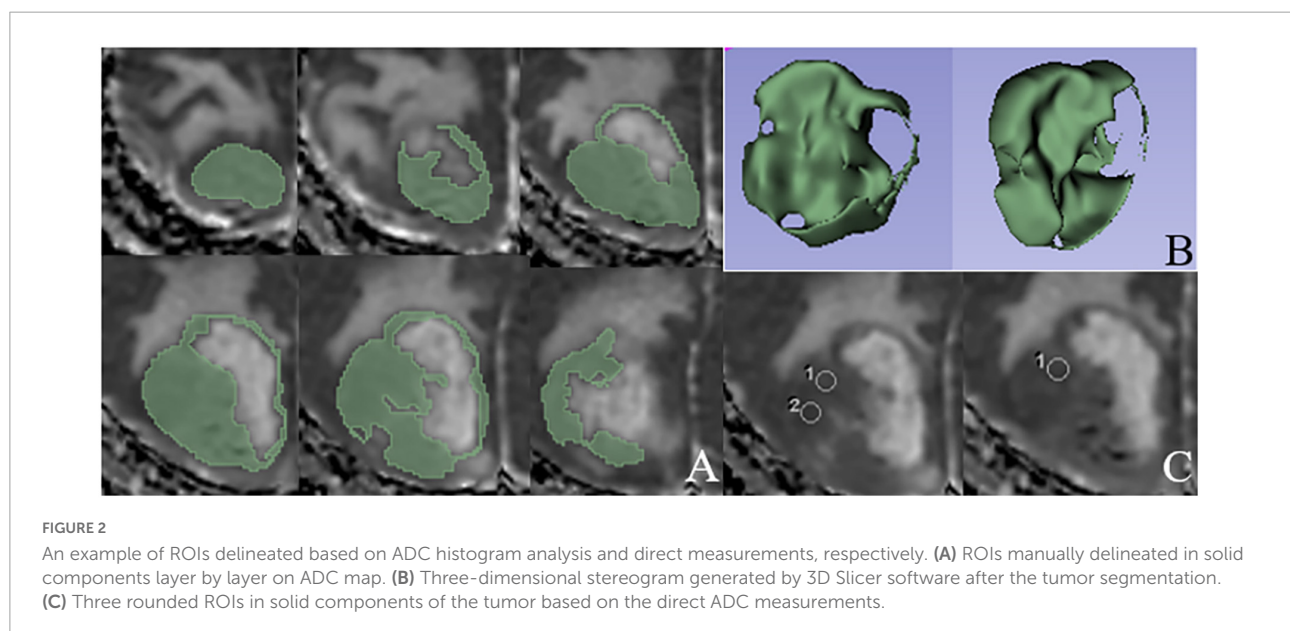 B
1
2
1
A
C
FIGURE 2
An example of ROIs delineated based on ADC histogram analysis and direct measurements, respectively. (A) ROIs manually delineated in solid
components layer by layer on ADC map. (B) Three-dimensional stereogram generated by 3D Slicer software after the tumor segmentation.
(C) Three rounded ROIs in solid components of the tumor based on the direct ADC measurements.